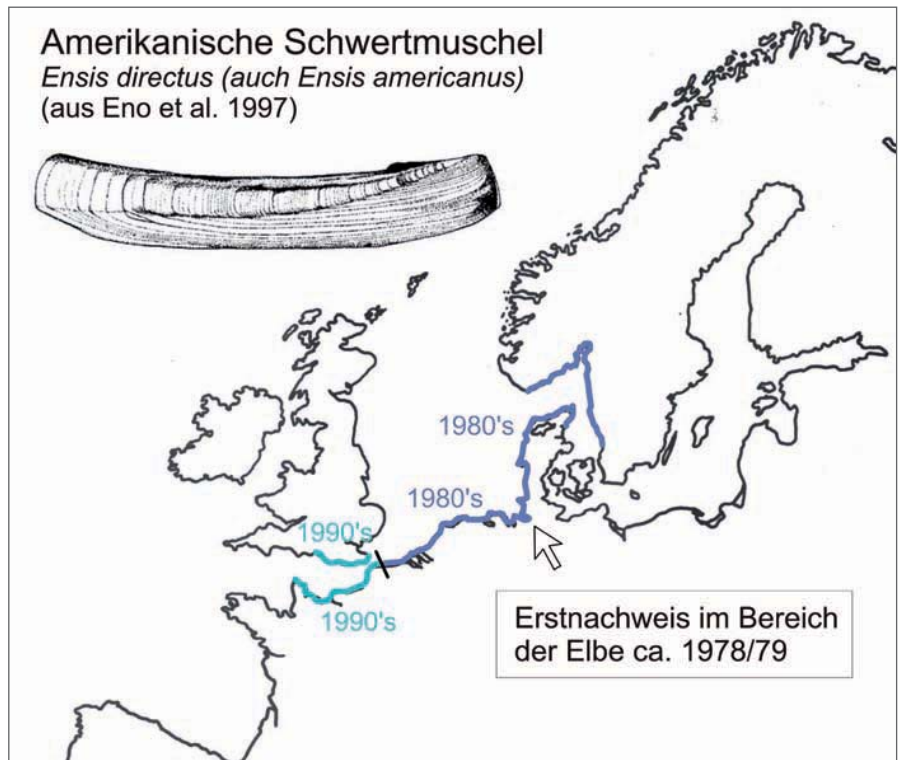 Amerikanische Schwertmuschel
Ensis directus (auch Ensis americanus)
(aus Eno et al. 1997)
1980's
1980's
1990's
1990's
Erstnachweis im Bereich
der Elbe ca. 1978/79